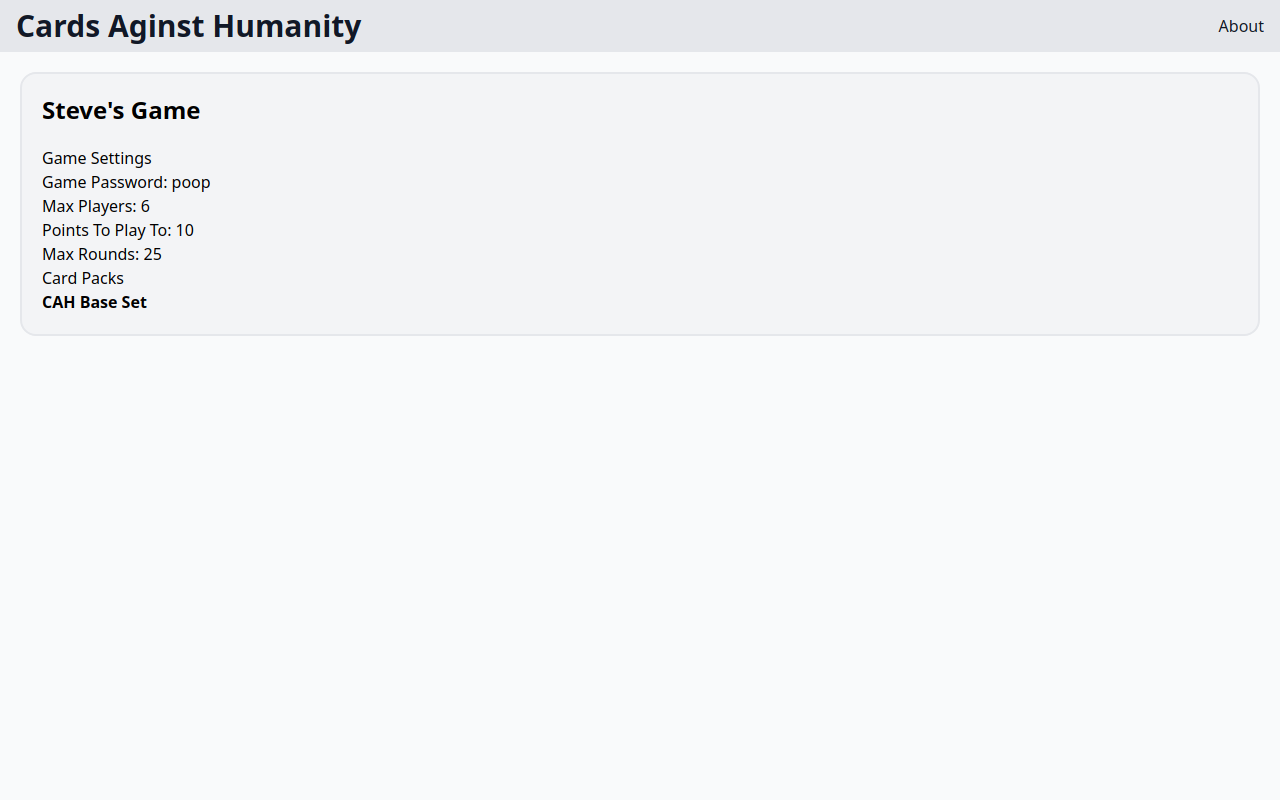 Cards Aginst Humanity
About
Steve's Game
Game Settings
Game Password: poop
Max Players: 6
Points To Play To: 10
Max Rounds: 25
Card Packs
CAH Base Set